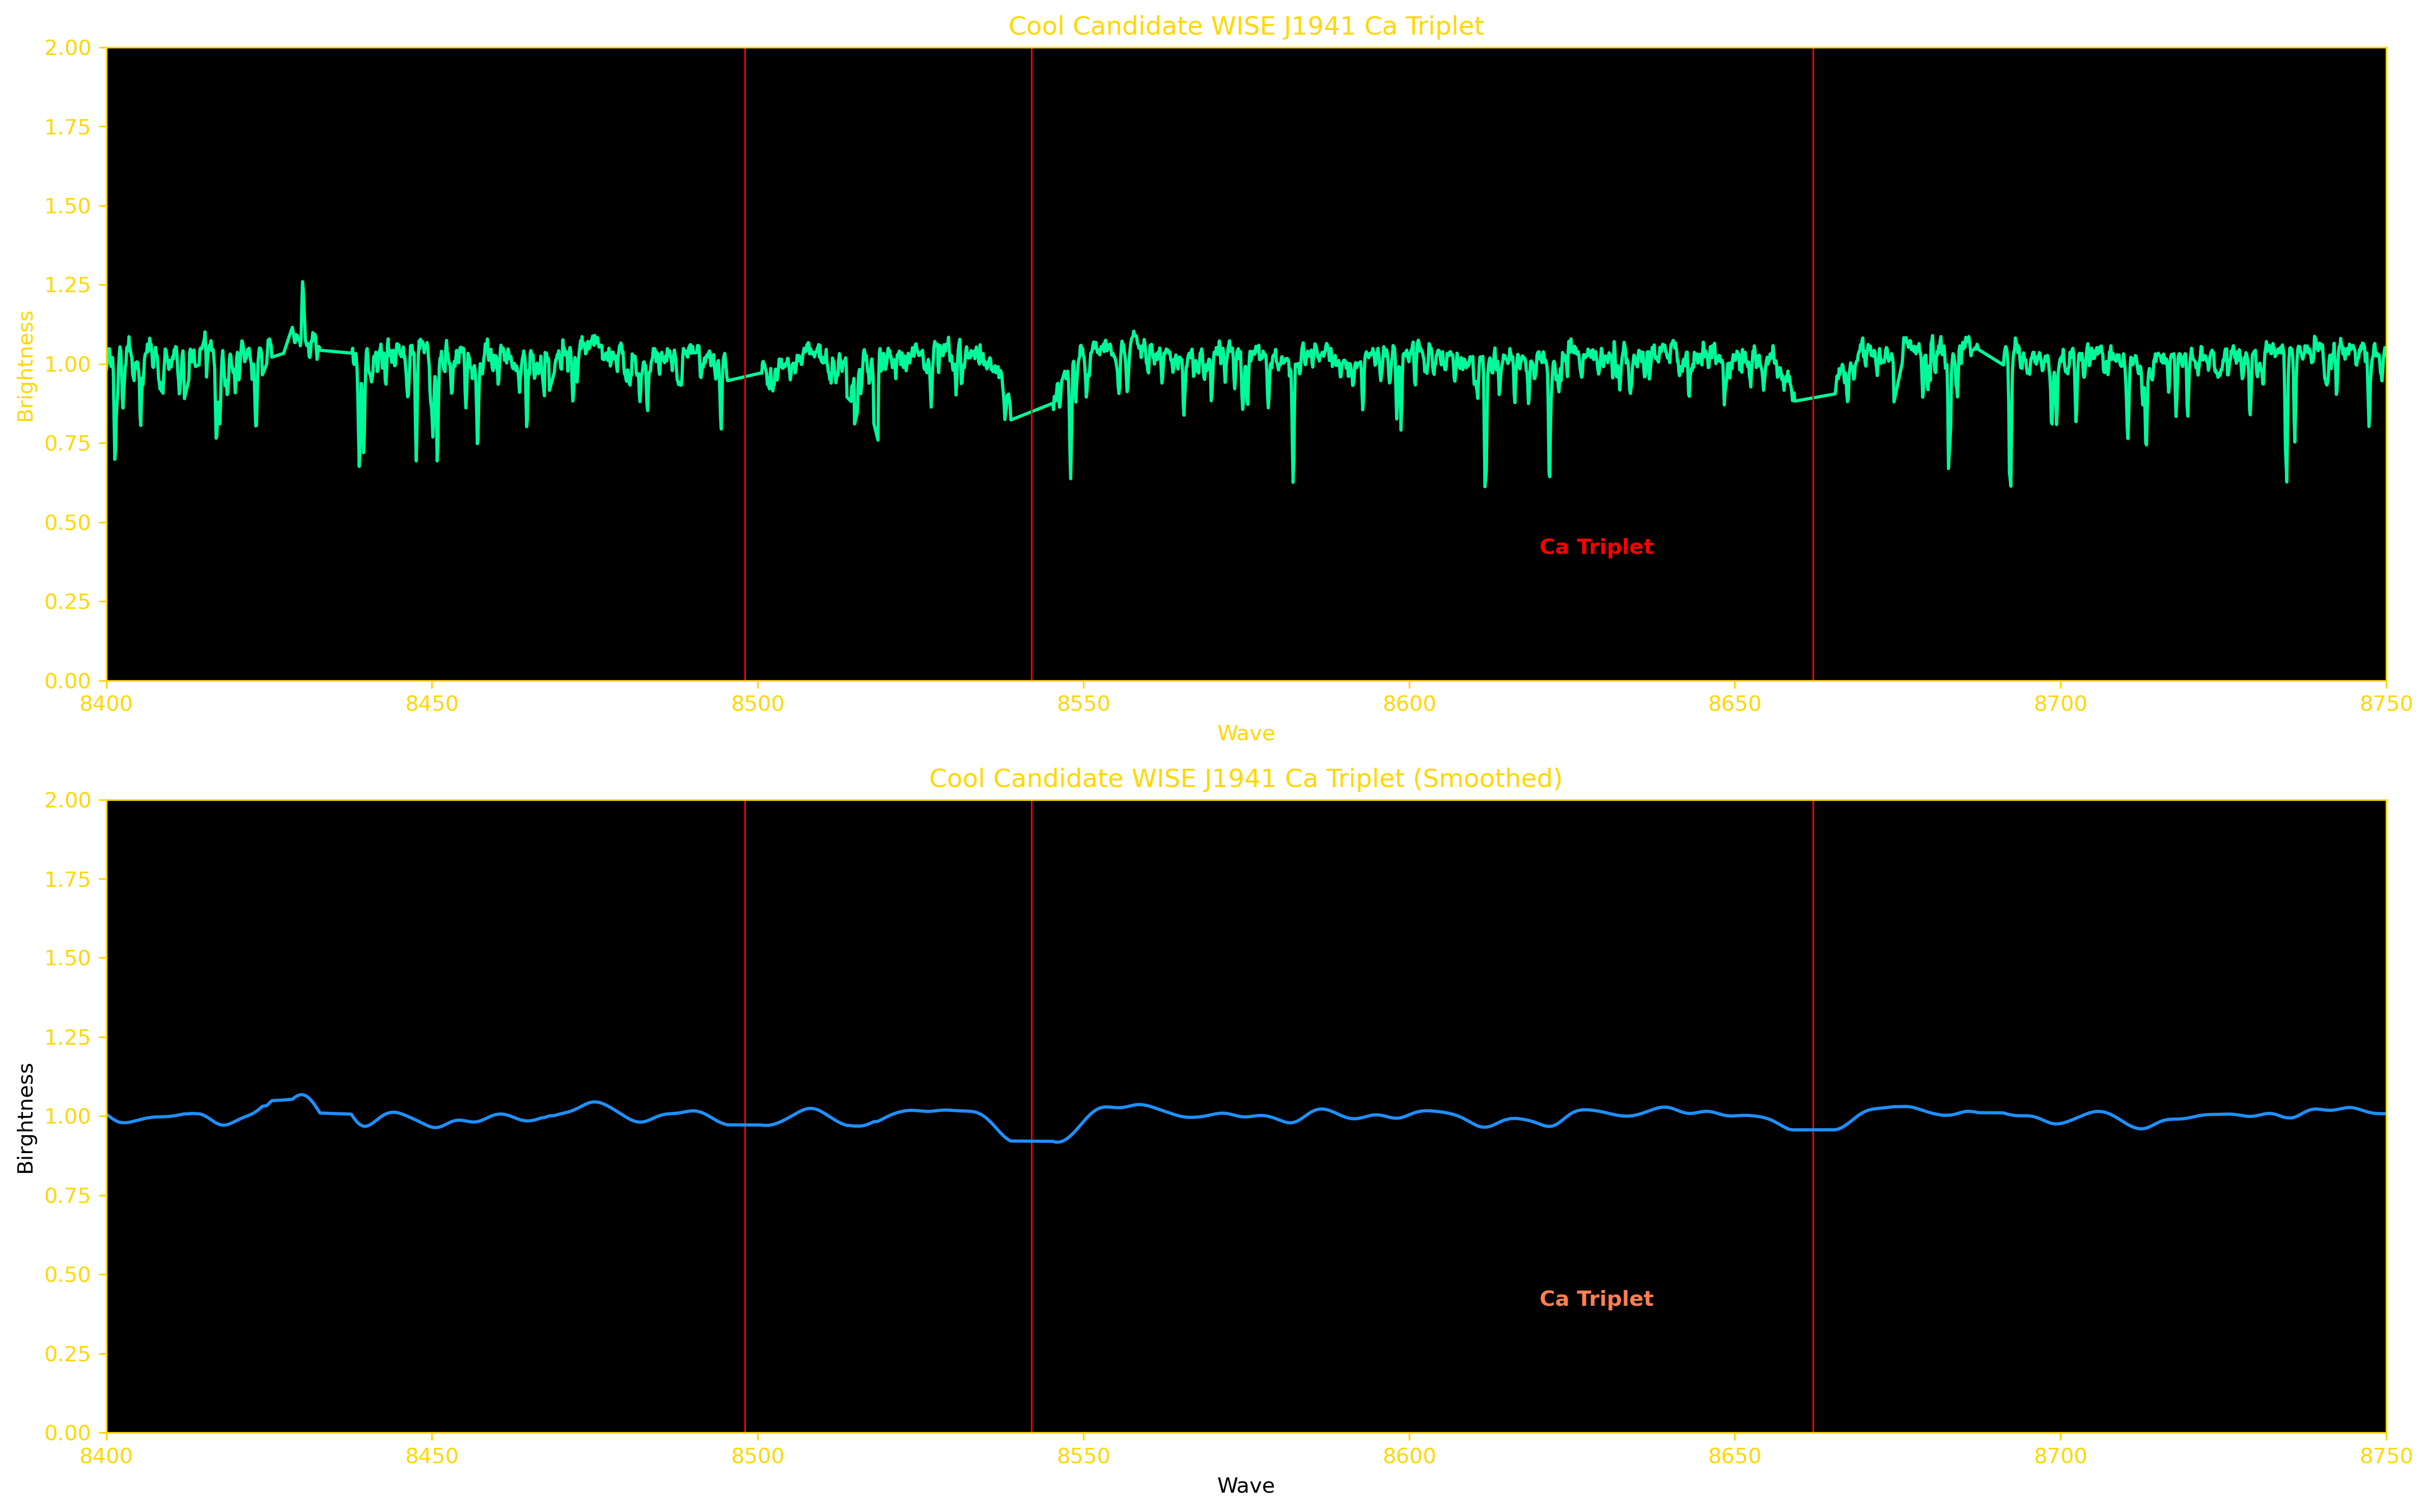 Cool Candidate WISE J1941 Ca Triplet
2.00
1.75
1.50
1.25
1.00
0.75
0.50
0.25
0.00
Brightness
Ca Triplet
8400 8450 8500 8550 8600 8650 8700 8750
Wave
Cool Candidate WISE J1941 Ca Triplet (Smoothed)
2.00
1.75
1.50
1.25
1.00
0.75
0.50
0.25
0.00
Birghtness
Ca Triplet
8400 8450 8500 8550 8600 8650 8700 8750
Wave